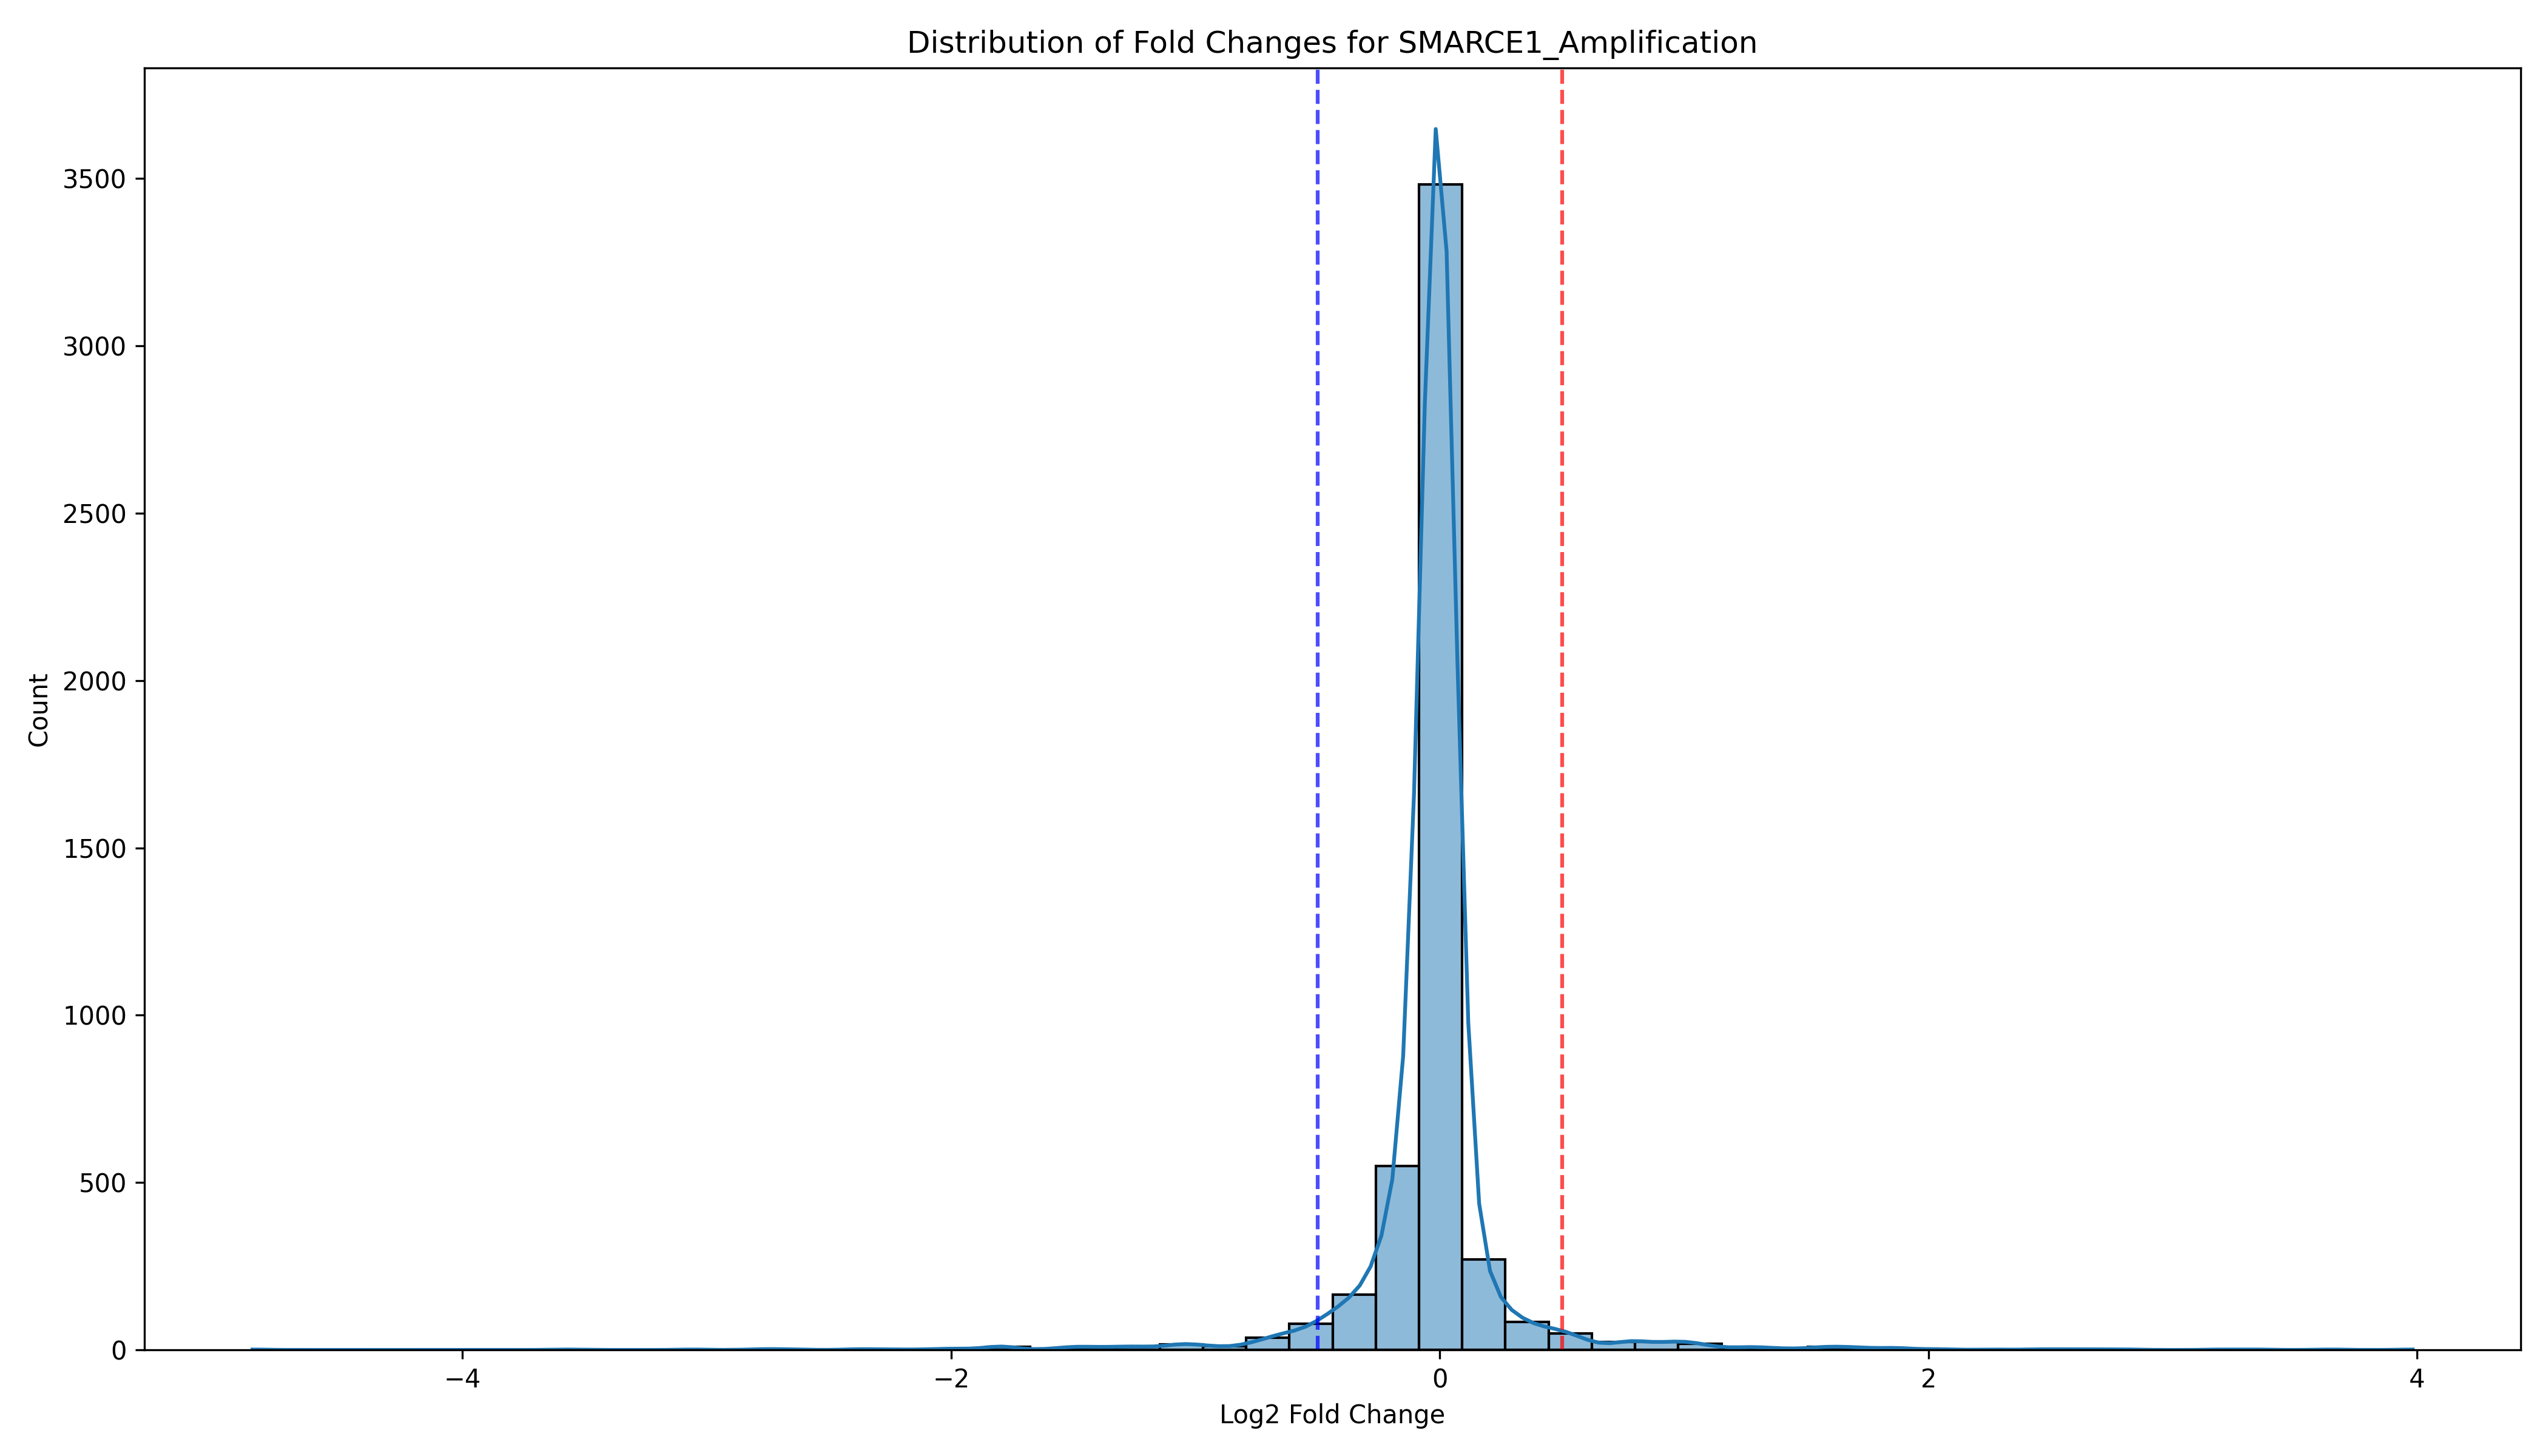 Distribution of Fold Changes for SMARCE1_Amplification
3500
3000
2500
2000
1500
1000
500
0
Count
−4 −2 0 2 4
Log2 Fold Change